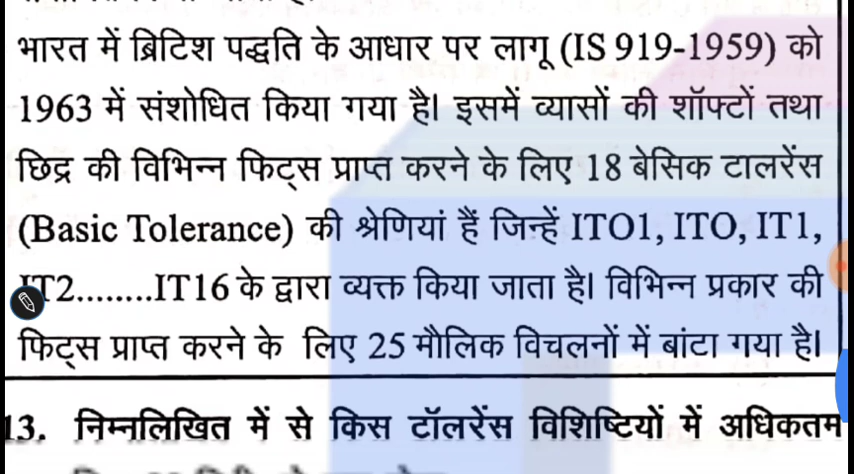 भारत में ब्रिटिश पद्धति के आधार पर लागू (IS 919-1959) को
1963 में संशोधित किया गया है। इसमें व्यासों की शॉफ्टों तथा
छिद्र की विभिन्न फिट्स प्राप्त करने के लिए 18 बेसिक टालरेंस
(Basic Tolerance) की श्रेणियां हैं जिन्हें ITO1, ITO, IT1,
IT2........IT16 के द्वारा व्यक्त किया जाता है। विभिन्न प्रकार की
फिट्स प्राप्त करने के लिए 25 मौलिक विचलनों में बांटा गया है।
13. निम्नलिखित में से किस टॉलरेंस विशिष्टियों में अधिकतम